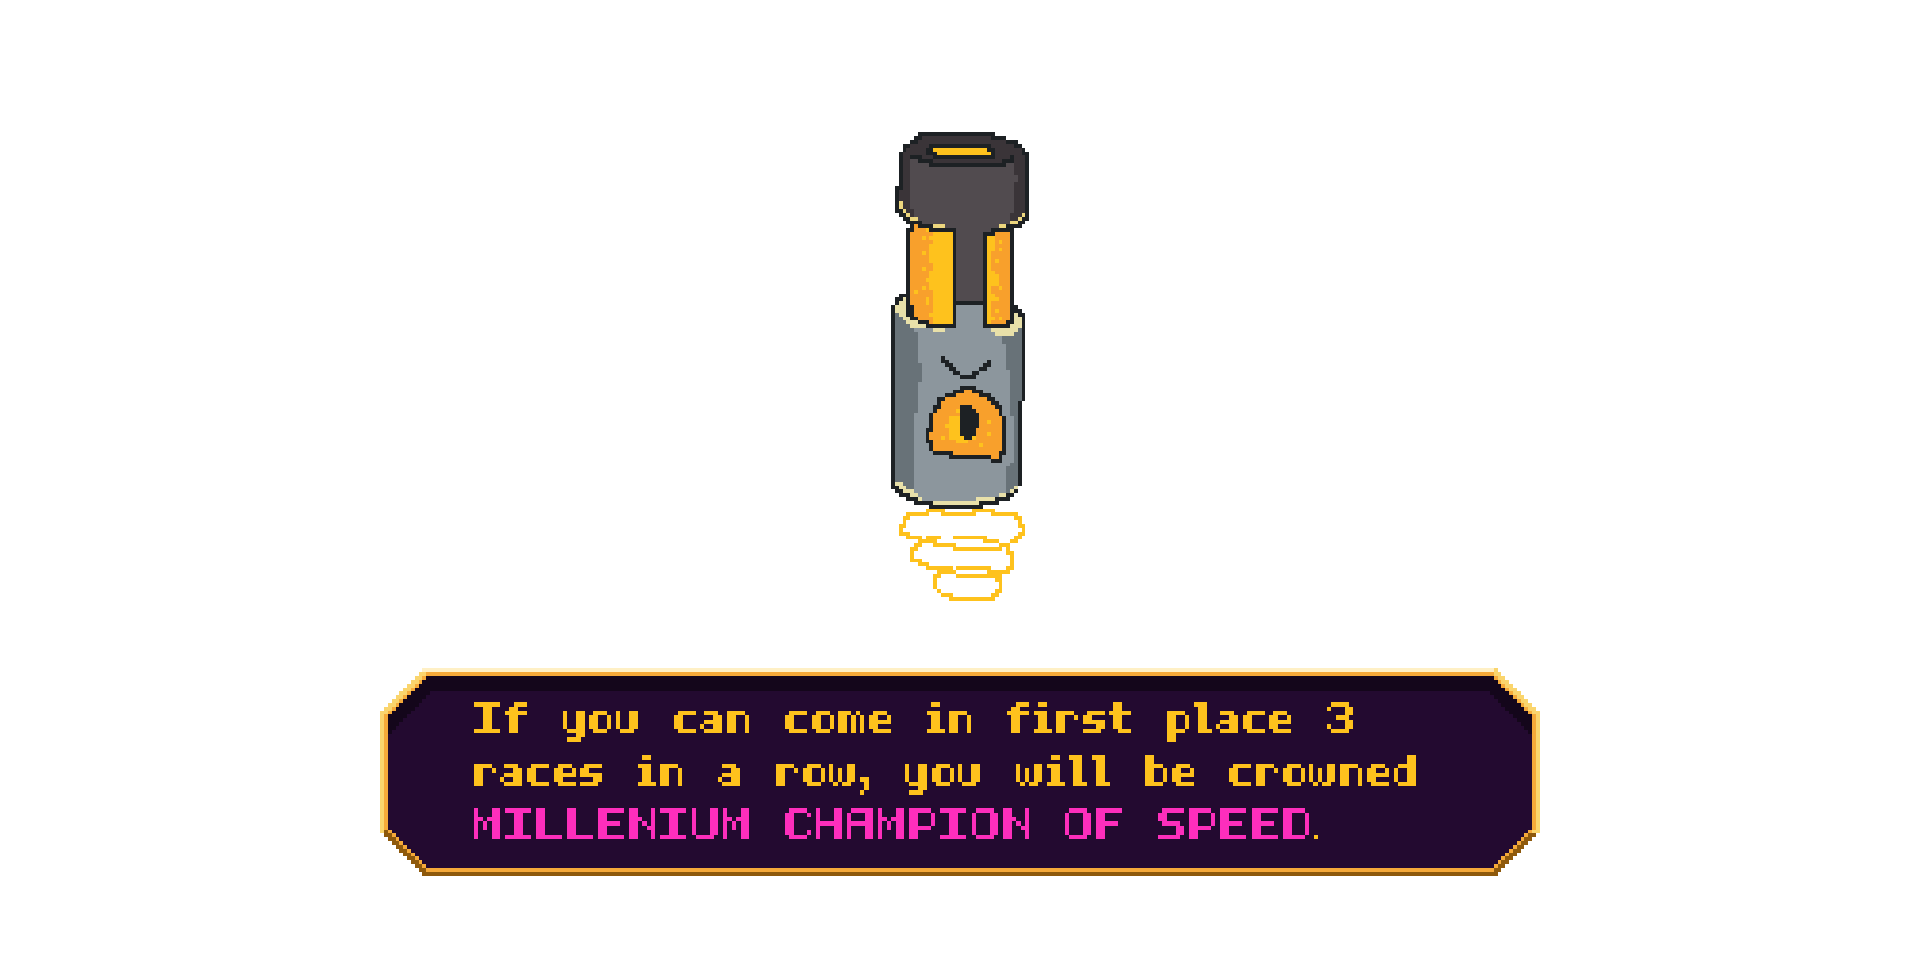 If you can come in first place 3
races in a row, you will be crowned
MILLENIUM CHAMPION OF SPEED.